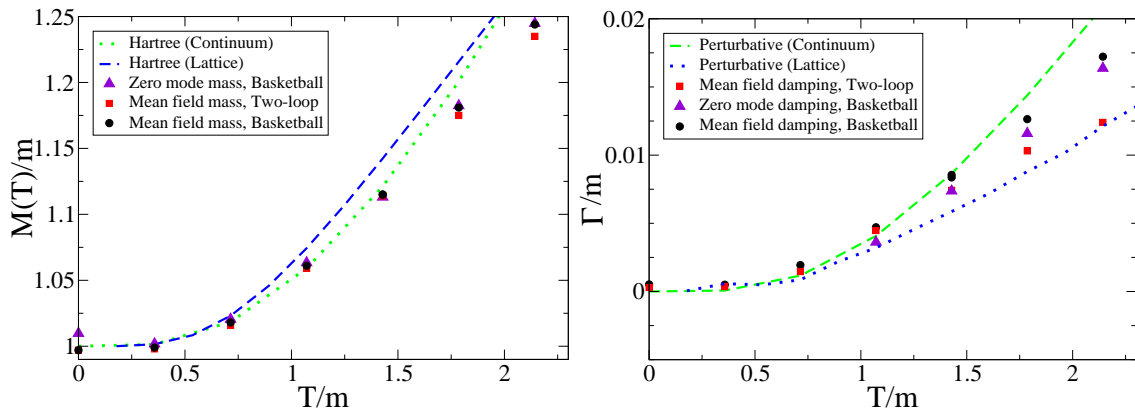 1.25
1.2
1.15
1.1
1.05
1
M(T)/m
Hartree (Continuum)
Hartree (Lattice)
Zero mode mass, Basketball
Mean field mass, Two-loop
Mean field mass, Basketball
0
0.5
1
1.5
2
T/m
0.02
0.01
0
Γ/m
Perturbative (Continuum)
Perturbative (Lattice)
Mean field damping, Two-loop
Zero mode damping, Basketball
Mean field damping, Basketball
0
0.5
1
1.5
2
T/m